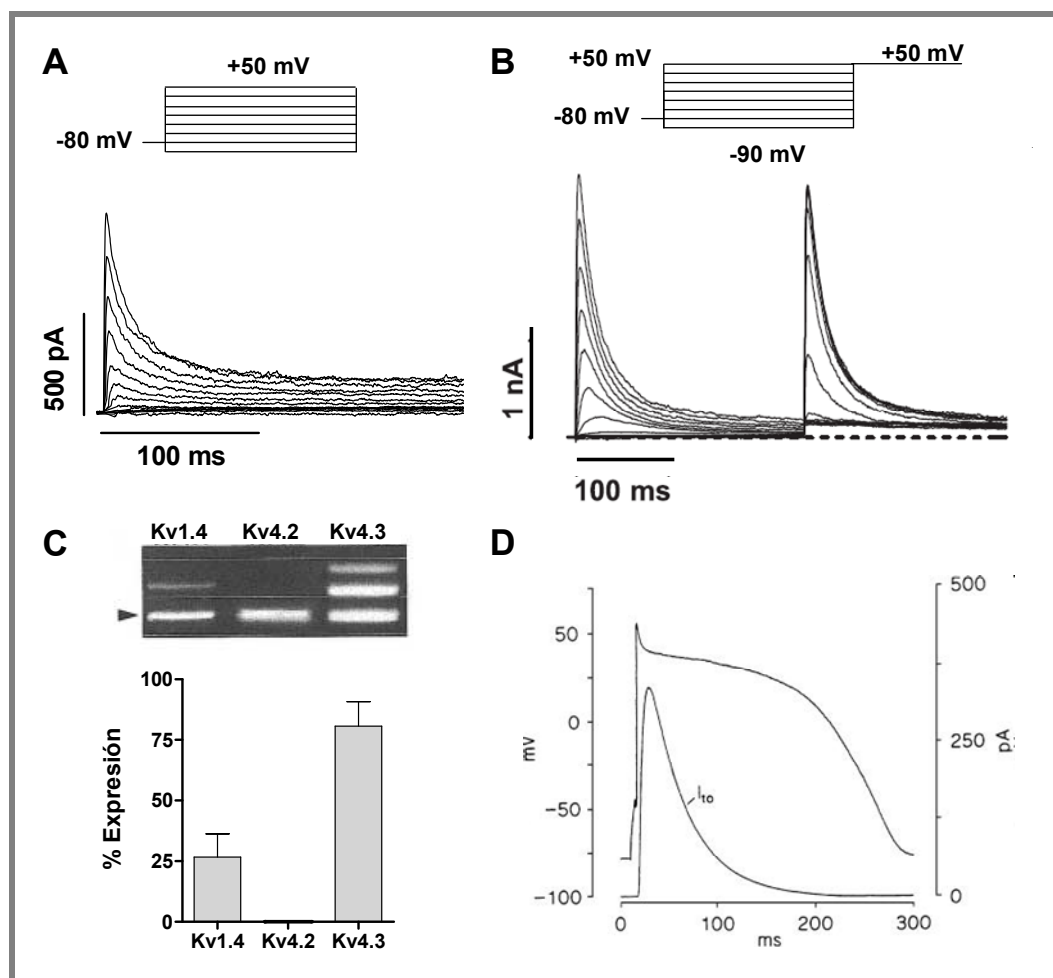 A
+50 mV
-80 mV
500 pA
100 ms
B
+50 mV
+50 mV
-80 mV
-90 mV
1 nA
100 ms
C
Kv1.4 Kv4.2 Kv4.3
% Expresión
100
75
50
25
0
Kv1.4 Kv4.2 Kv4.3
D
mv
50
0
−50
−100
Ito
500
250
0
pA
0 100 200 300
ms